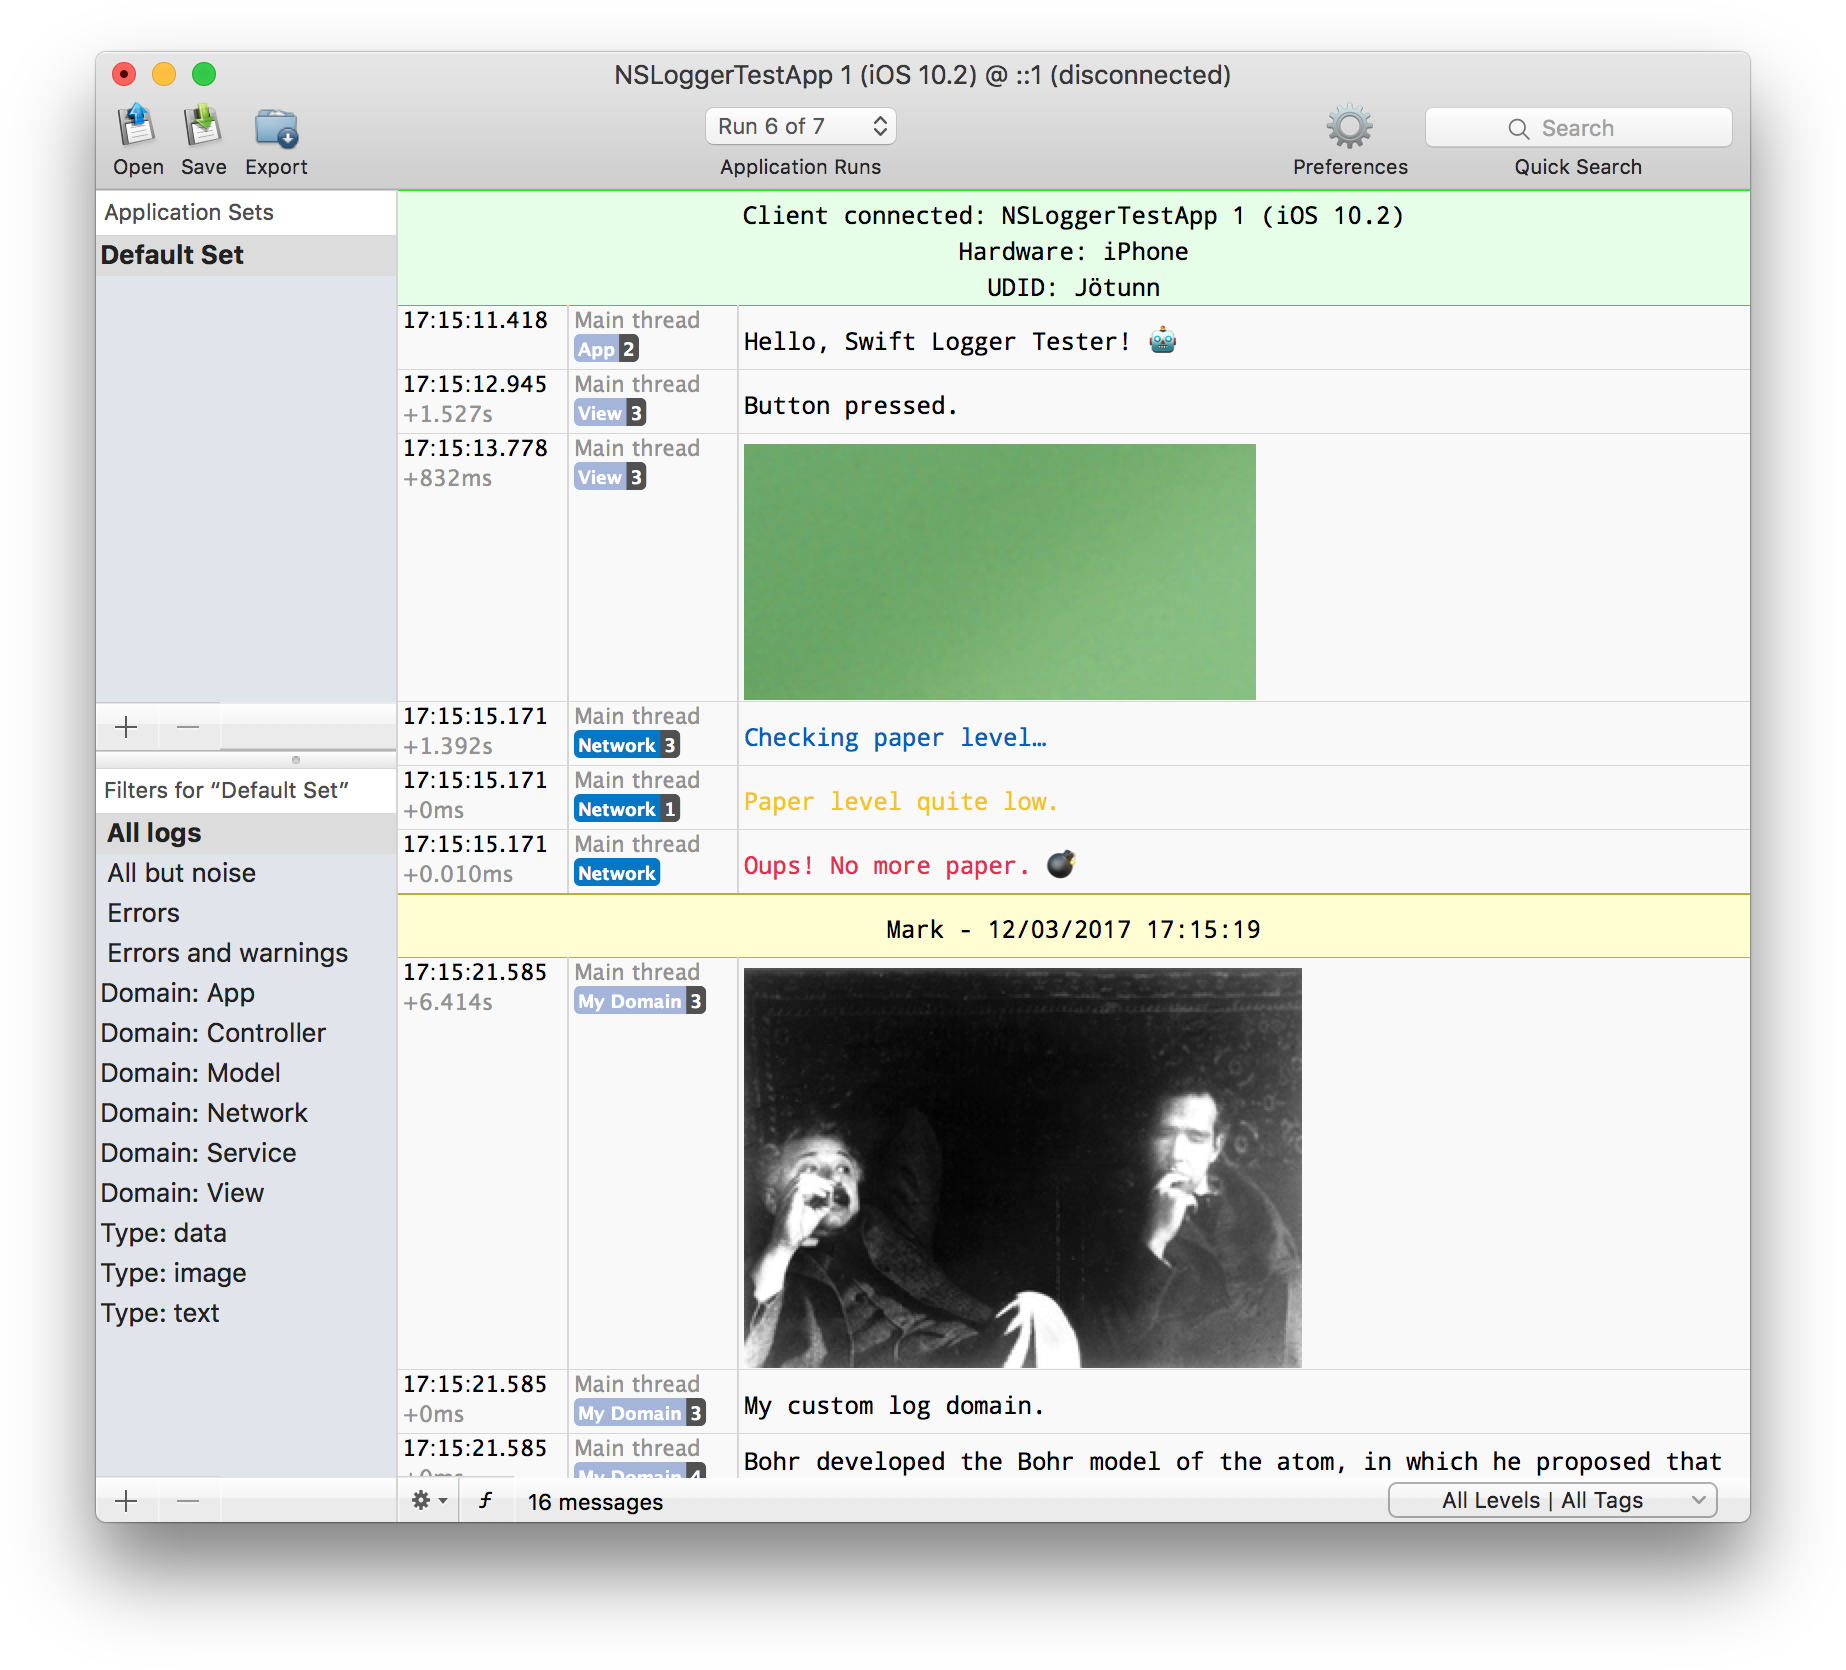 NSLoggerTestApp 1 (iOS 10.2) @ ::1 (disconnected)
Open Save Export
Run 6 of 7
Application Runs
Preferences
Search
Quick Search
Application Sets
Default Set
Filters for “Default Set”
All logs
All but noise
Errors
Errors and warnings
Domain: App
Domain: Controller
Domain: Model
Domain: Network
Domain: Service
Domain: View
Type: data
Type: image
Type: text
Client connected: NSLoggerTestApp 1 (iOS 10.2)
Hardware: iPhone
UDID: Jötunn
17:15:11.418 Main thread
App 2 Hello, Swift Logger Tester! 🤖
17:15:12.945 Main thread
+1.527s View 3 Button pressed.
17:15:13.778 Main thread
+832ms View 3
17:15:15.171 Main thread
+1.392s Network 3 Checking paper level…
17:15:15.171 Main thread
+0ms Network 1 Paper level quite low.
17:15:15.171 Main thread
+0.010ms Network Oups! No more paper. 💣
Mark - 12/03/2017 17:15:19
17:15:21.585 Main thread
+6.414s My Domain 3
17:15:21.585 Main thread
+0ms My Domain 3 My custom log domain.
17:15:21.585 Main thread
+0ms My Domain 4 Bohr developed the Bohr model of the atom, in which he proposed that
f 16 messages
All Levels | All Tags